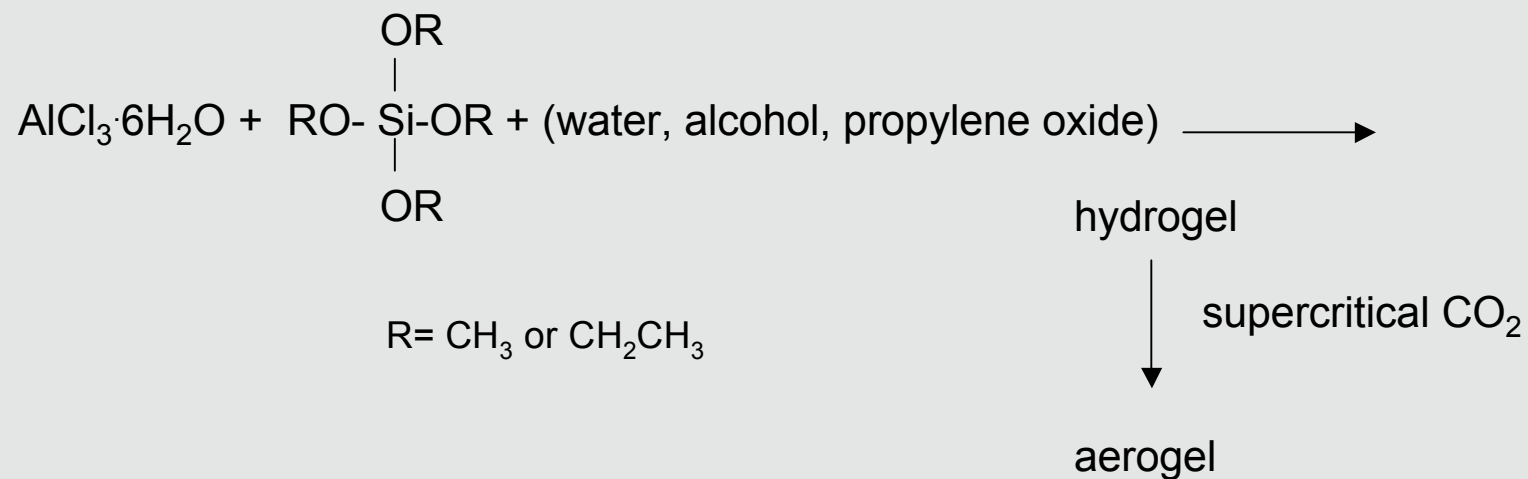 OR
AlCl₃·6H₂O + RO- Si-OR + (water, alcohol, propylene oxide)
OR
hydrogel
supercritical CO₂
R= CH₃ or CH₂CH₃
aerogel